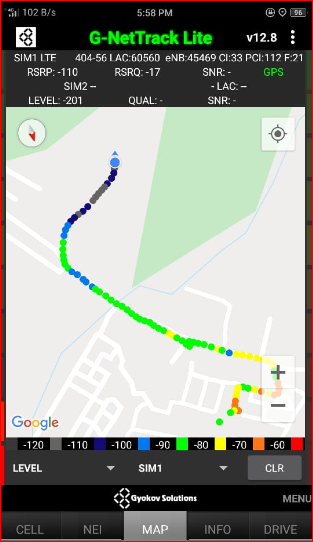 102 B/s 5:58 PM 96
G-NetTrack Lite v12.8
SIM1 LTE 404-56 LAC:60560 eNB:45469 CI:33 PCI:112 F:21
RSRP: -110 RSRQ: -17 SNR: - GPS
SIM2 -- - LAC: --
LEVEL: -201 QUAL: - SNR: -
Google
-120 -110 -100 -90 -80 -70 -60
LEVEL SIM1 CLR
Gyokov Solutions MENU
CELL NEI MAP INFO DRIVE